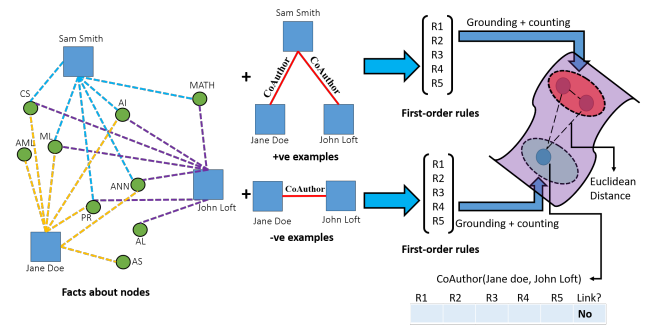 Sam Smith
CS
AI
MATH
ML
AML
ANN
PR
John Loft
AL
AS
Jane Doe
Facts about nodes
+
Sam Smith
CoAuthor
CoAuthor
Jane Doe
John Loft
+ve examples
+
CoAuthor
Jane Doe
John Loft
-ve examples
R1
R2
R3
R4
R5
First-order rules
Grounding + counting
R1
R2
R3
R4
R5
First-order rules
Grounding + counting
Euclidean
Distance
CoAuthor(Jane doe, John Loft)
R1 R2 R3 R4 R5 Link?
No